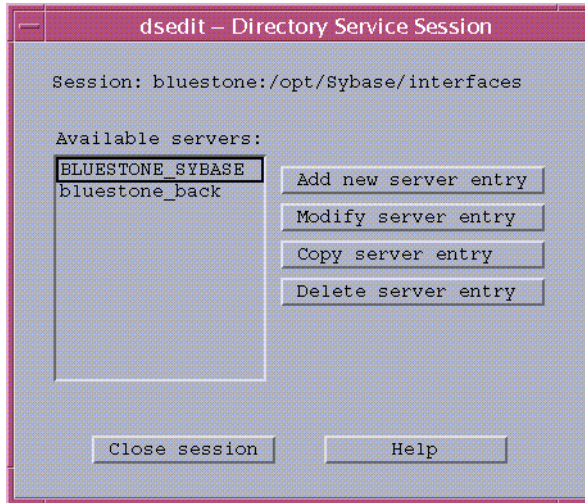 dsedit – Directory Service Session
Session: bluestone:/opt/Sybase/interfaces
Available servers:
BLUESTONE_SYBASE
bluestone_back
Add new server entry
Modify server entry
Copy server entry
Delete server entry
Close session
Help